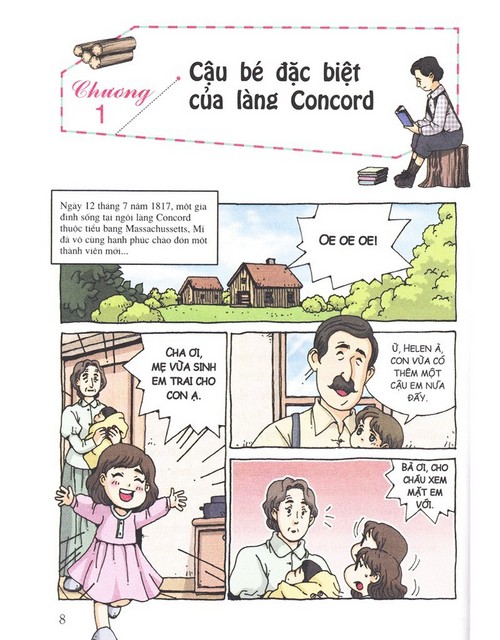 Chương
1
Cậu bé đặc biệt
của làng Concord
Ngày 12 tháng 7 năm 1817, một gia
đình sống tại ngôi làng Concord
thuộc tiểu bang Massachussetts, Mĩ
đã vô cùng hạnh phúc chào đón một
thành viên mới...
OE OE OE!
CHA ƠI,
MẸ VỪA SINH
EM TRAI CHO
CON Ạ.
Ừ, HELEN À,
CON VỪA CÓ
THÊM MỘT
CẬU EM NỮA
ĐẤY.
BÀ ƠI, CHO
CHÁU XEM
MẶT EM
VỚI.
8